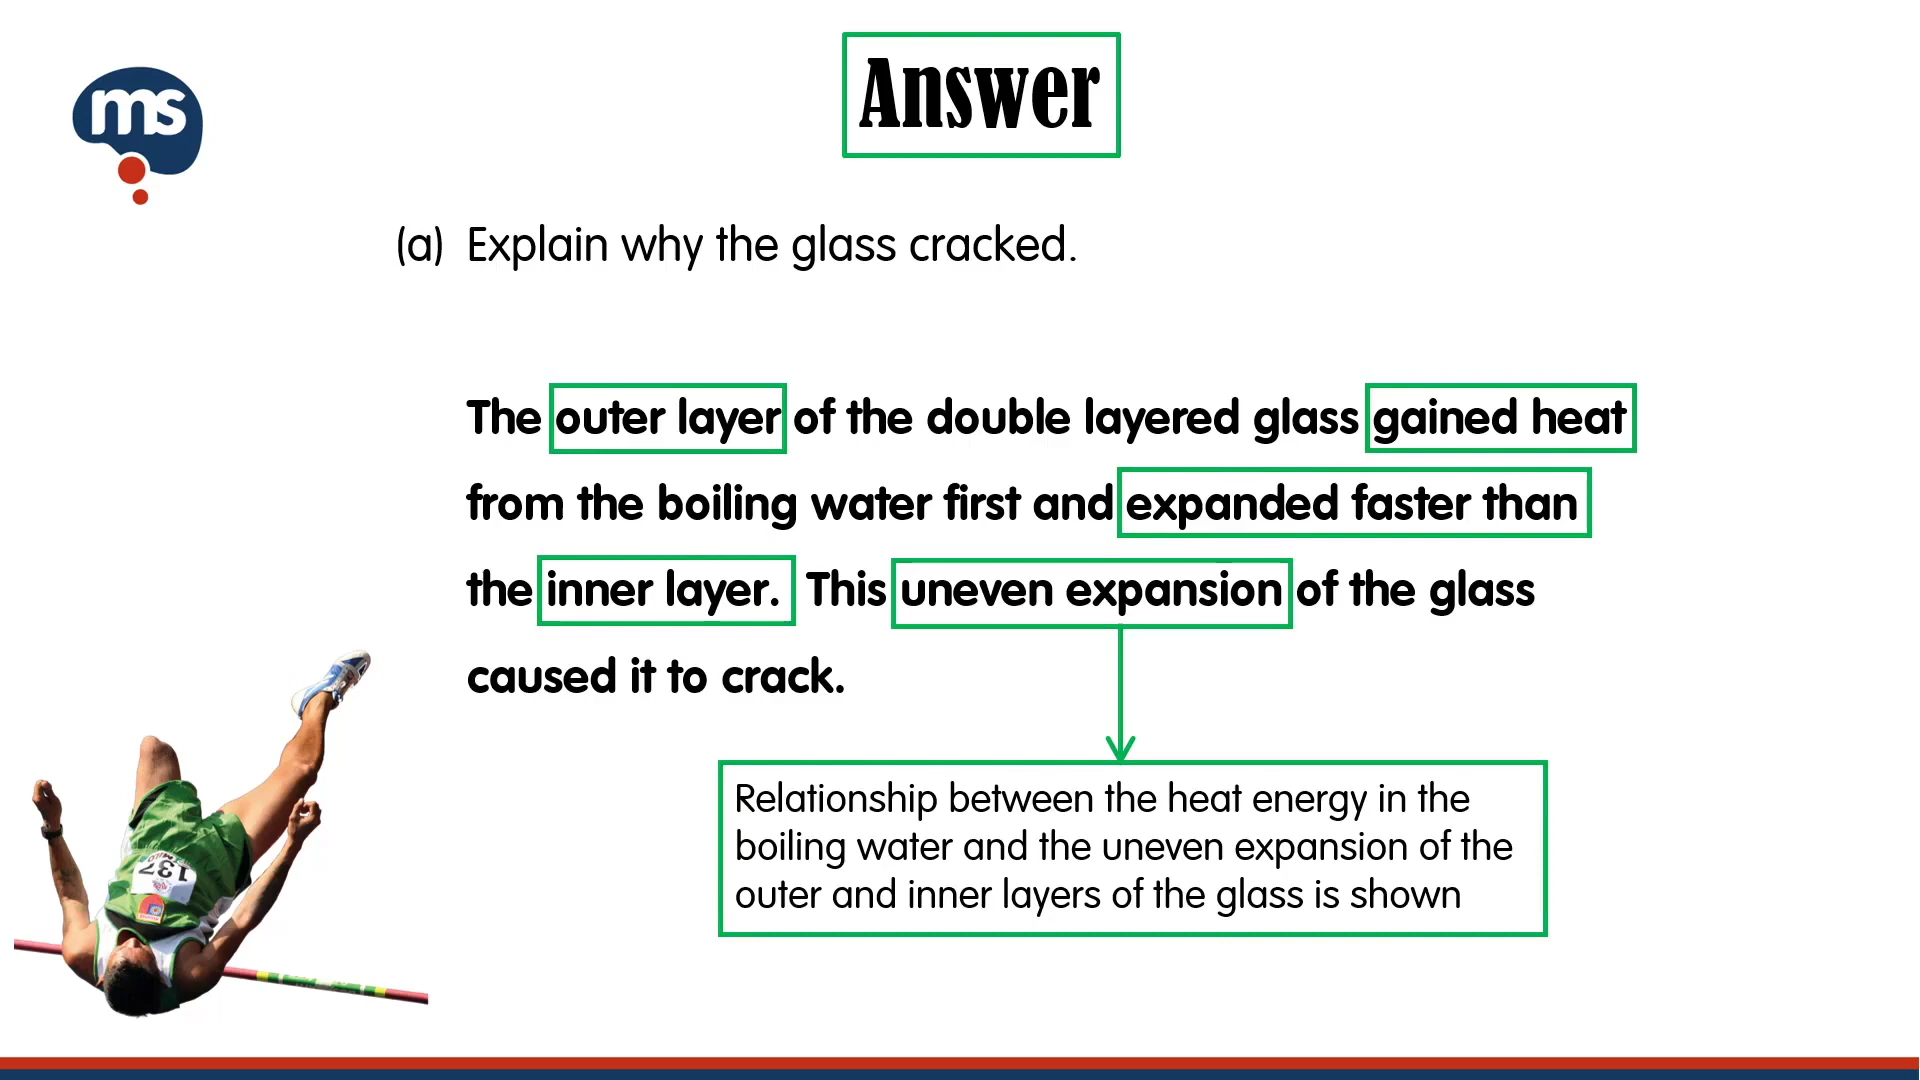 ms
Answer
(a) Explain why the glass cracked.
The outer layer of the double layered glass gained heat
from the boiling water first and expanded faster than
the inner layer. This uneven expansion of the glass
caused it to crack.
Relationship between the heat energy in the
boiling water and the uneven expansion of the
outer and inner layers of the glass is shown
137